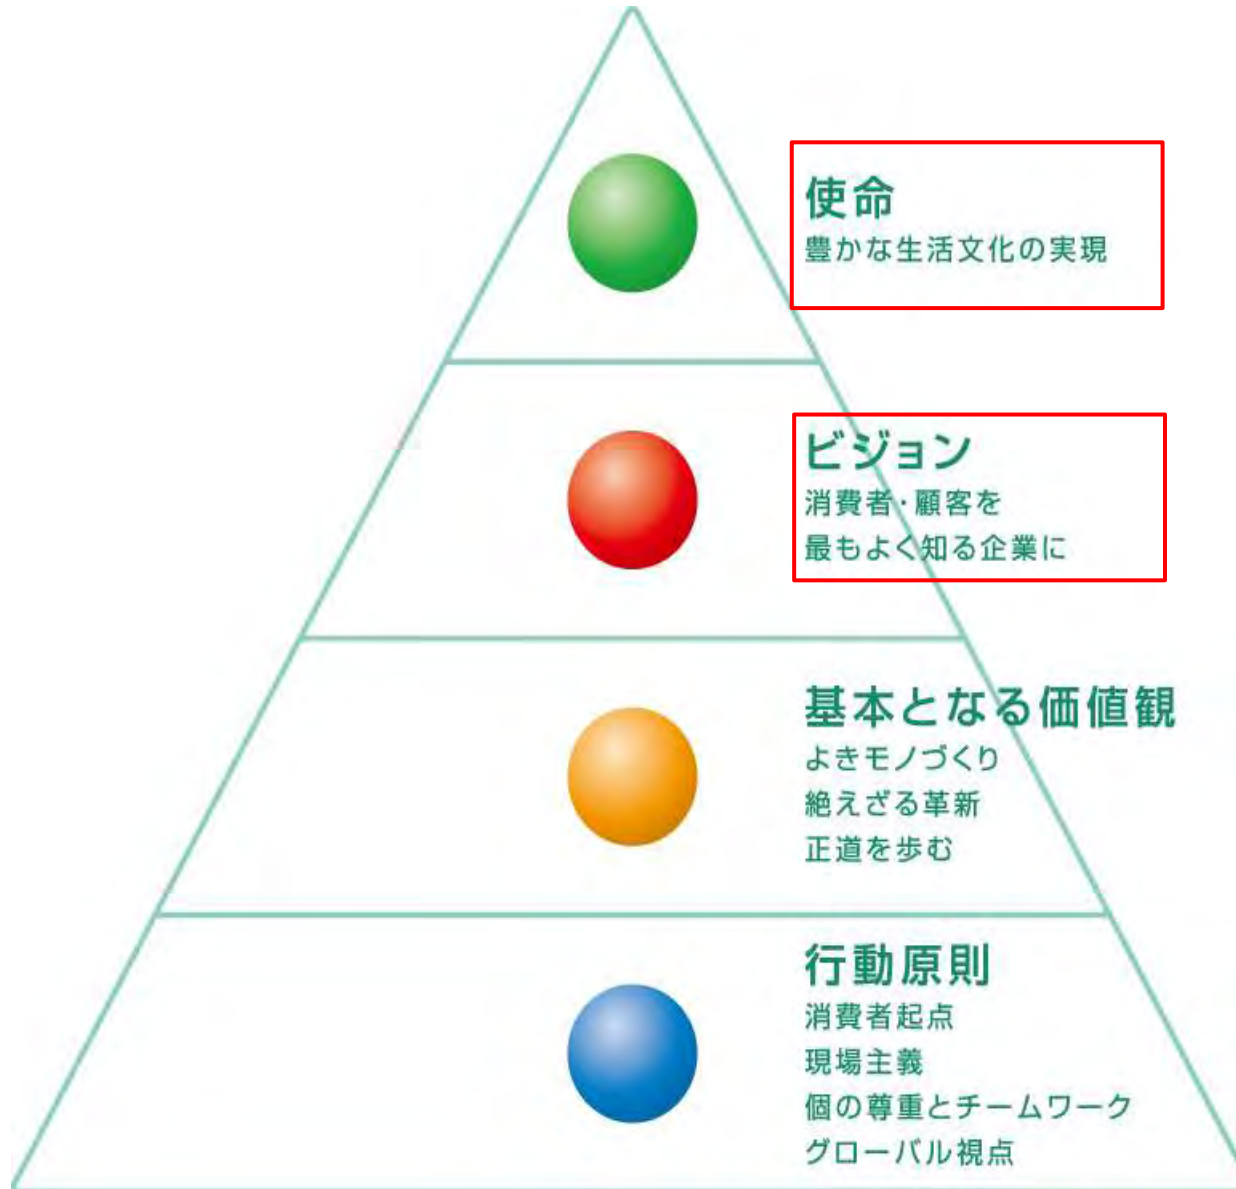 使命
豊かな生活文化の実現
ビジョン
消費者・顧客を
最もよく知る企業に
基本となる価値観
よきモノづくり
絶えざる革新
正道を歩む
行動原則
消費者起点
現場主義
個の尊重とチームワーク
グローバル視点